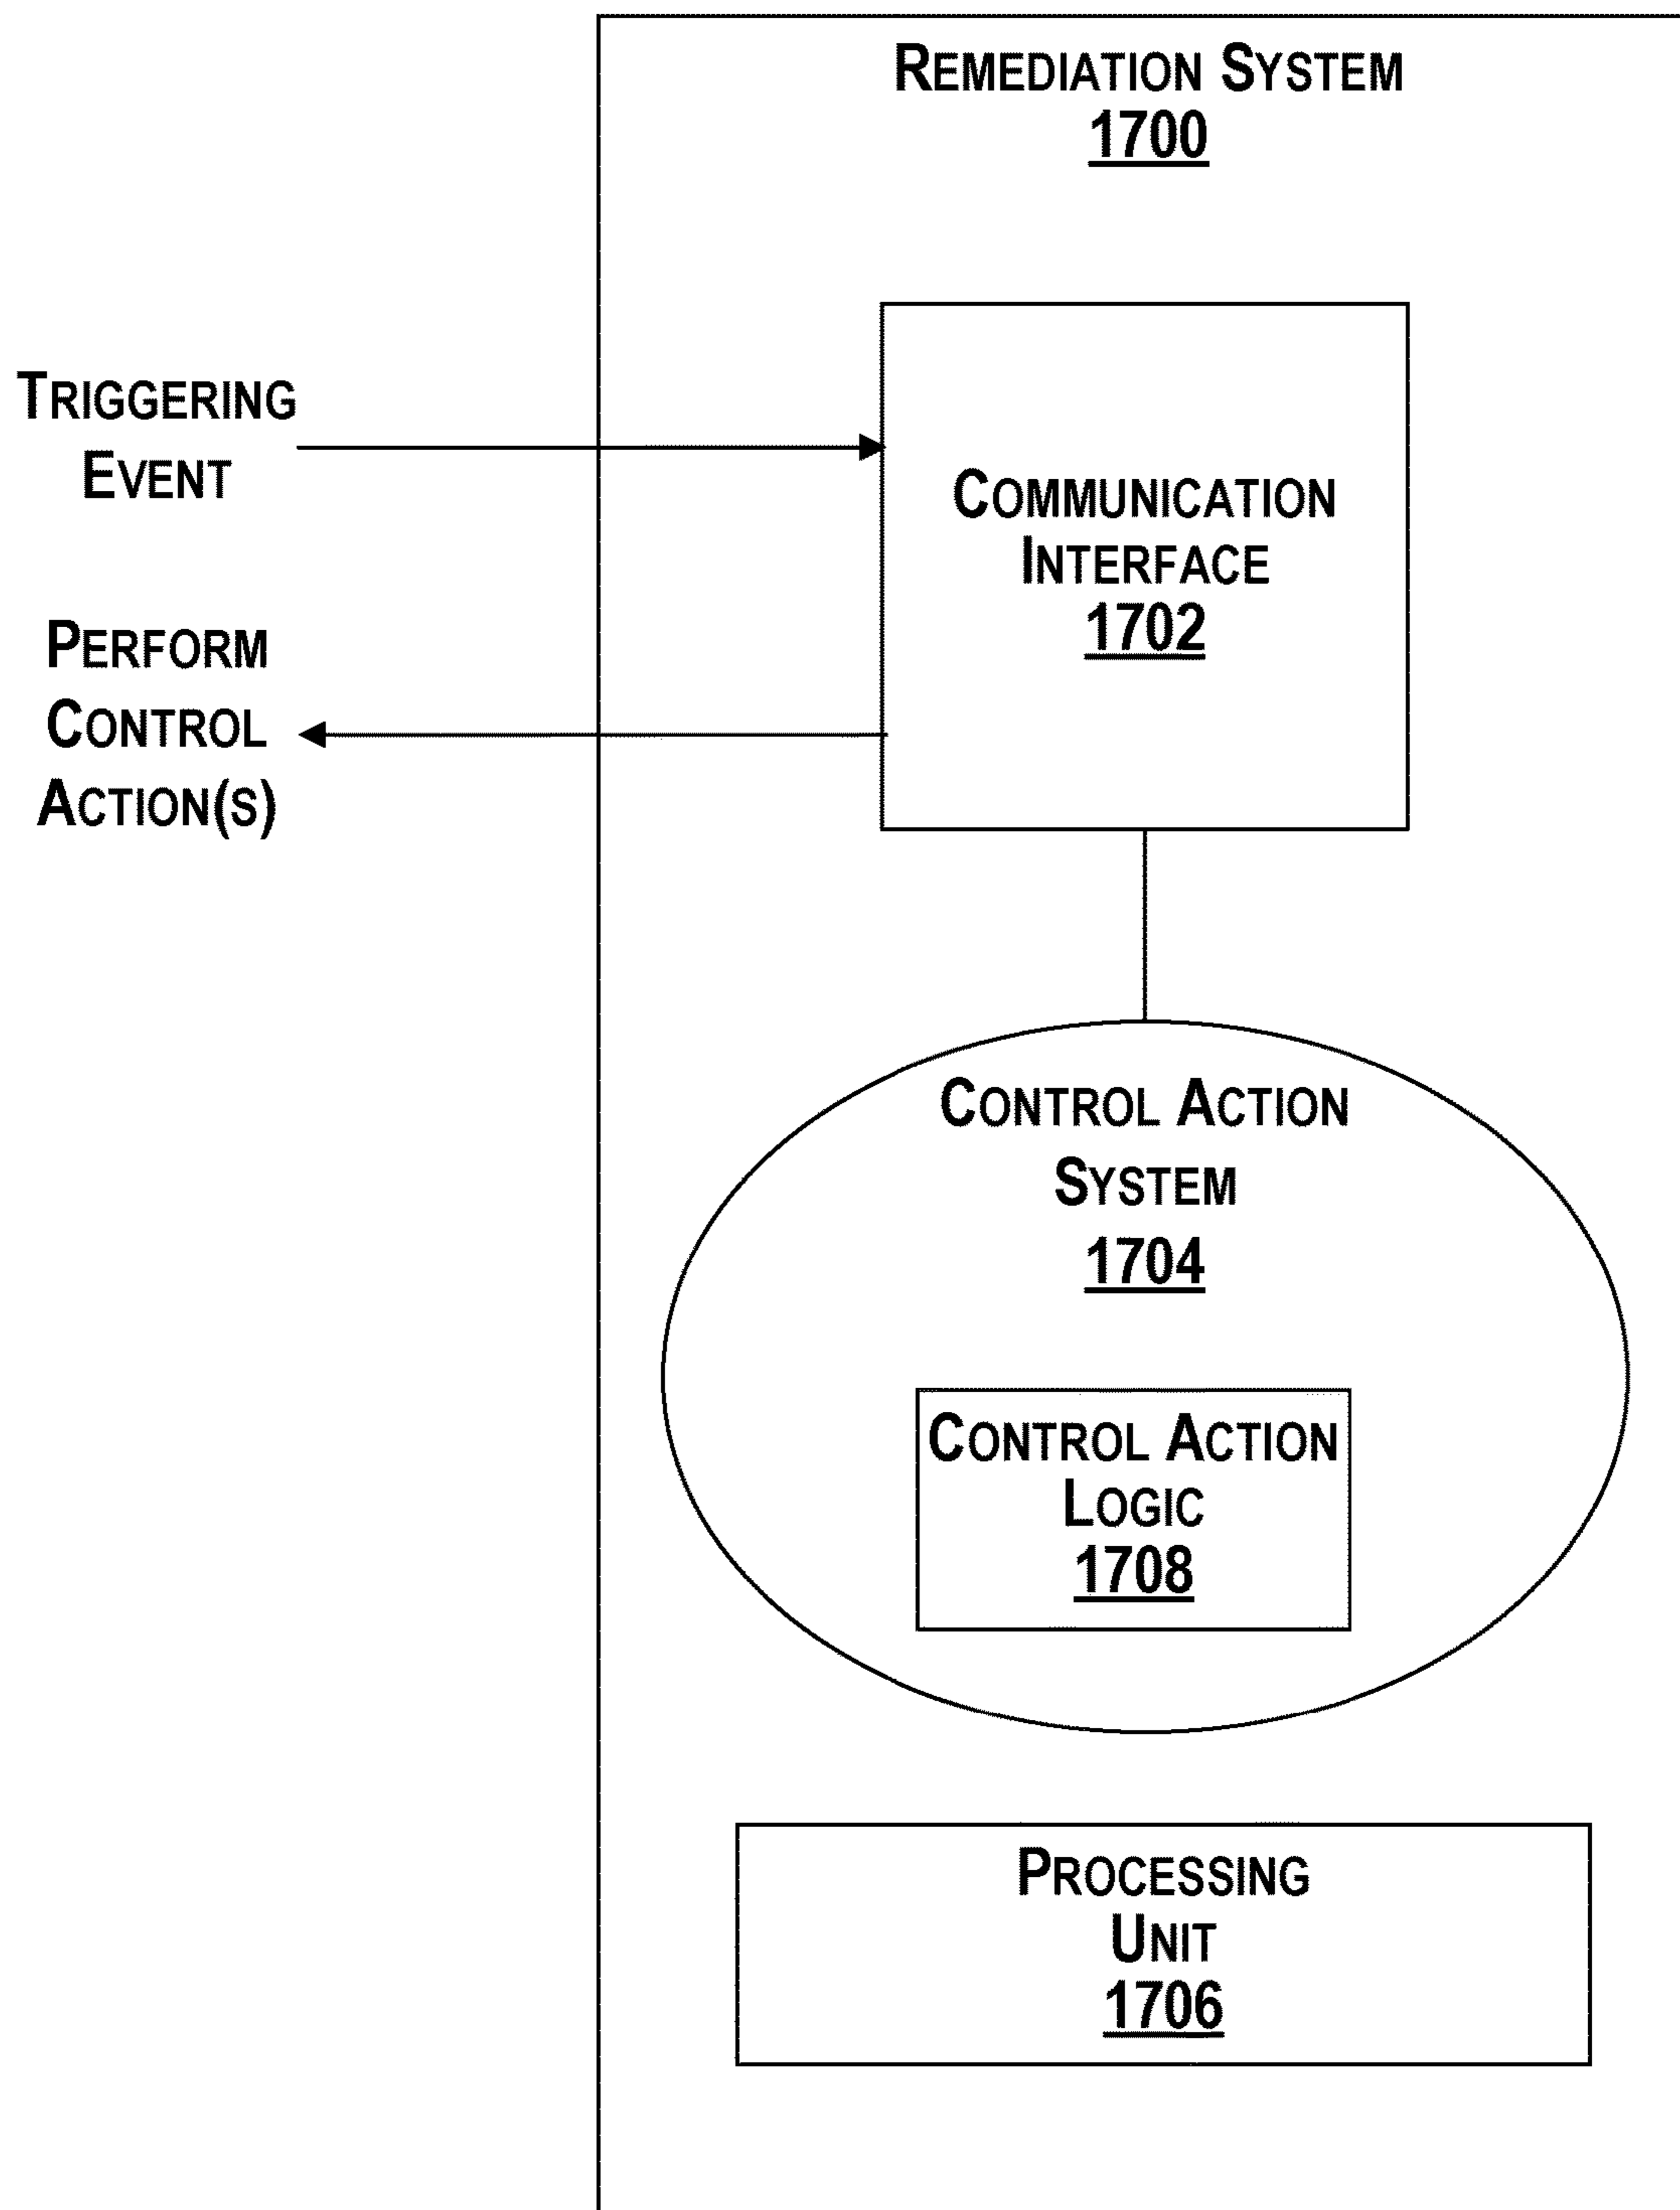 REMEDIATION SYSTEM
1700
TRIGGERING
EVENT
COMMUNICATION
INTERFACE
1702
PERFORM
CONTROL
ACTION(S)
CONTROL ACTION
SYSTEM
1704
CONTROL ACTION
LOGIC
1708
PROCESSING
UNIT
1706